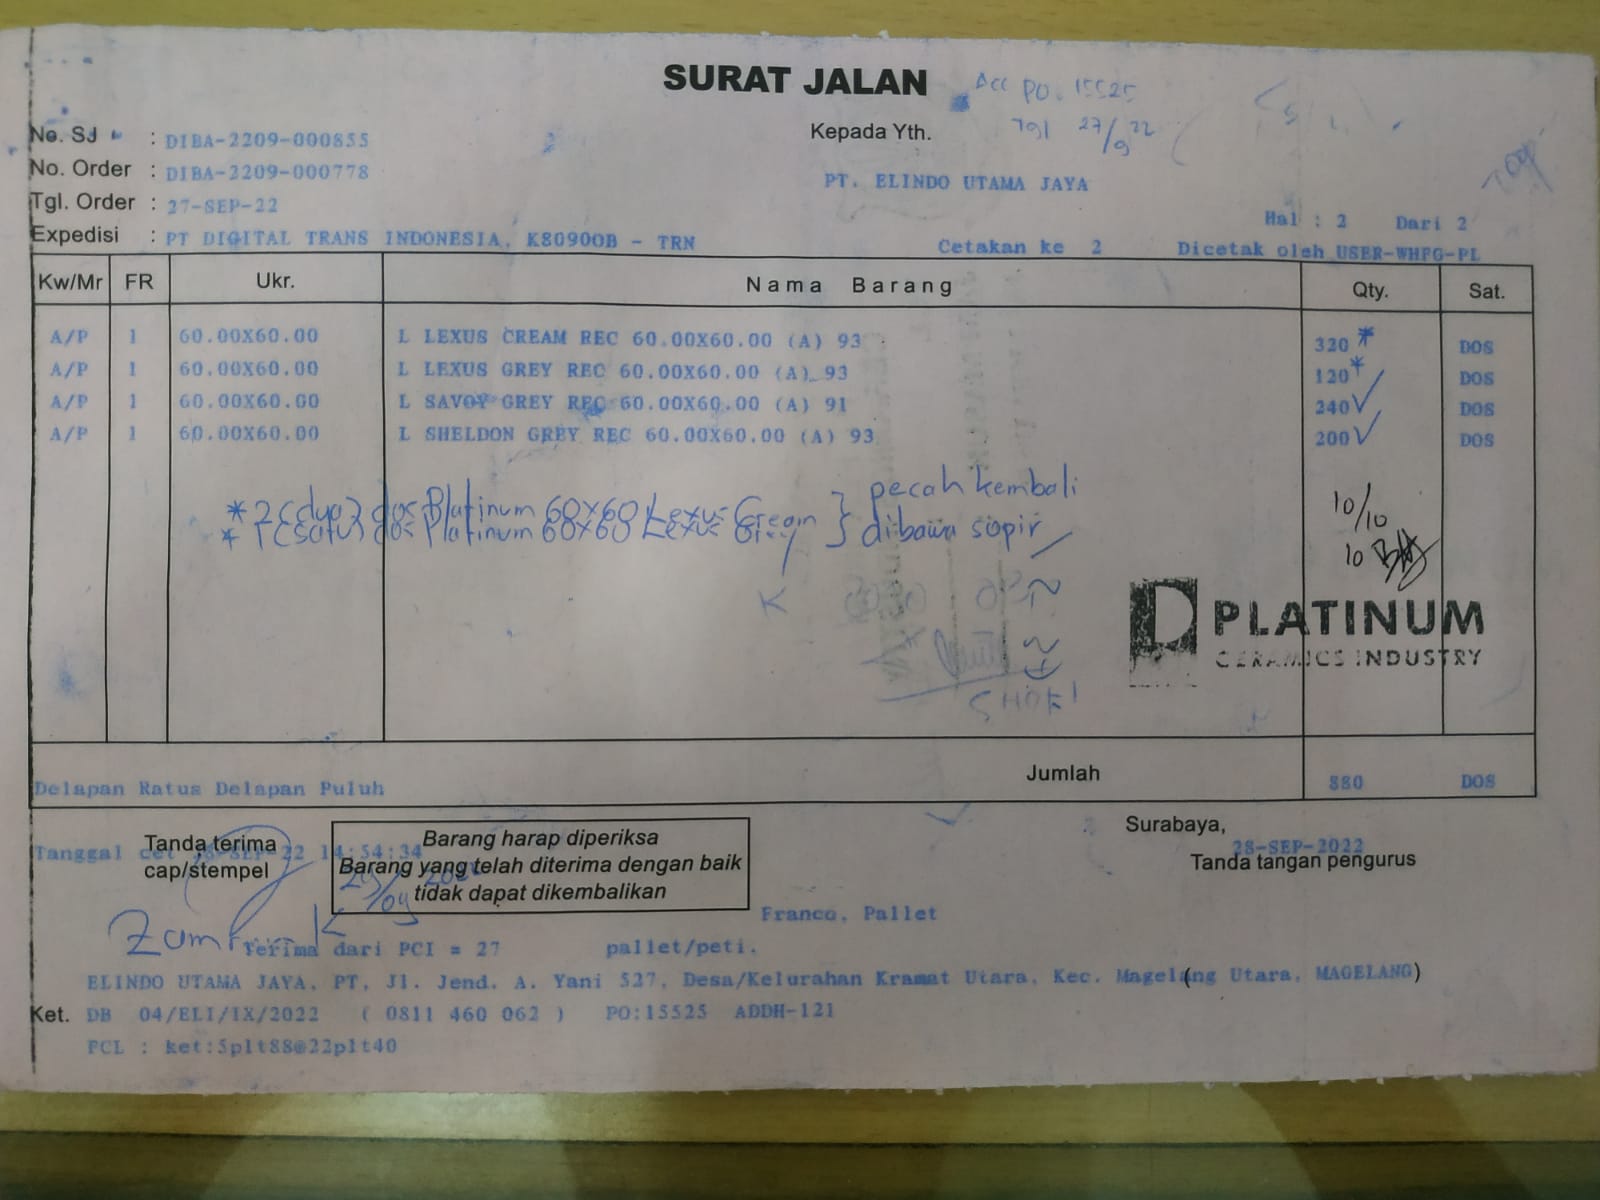 SURAT JALAN
Acc PO. 15525
Tgl 27/9 22
No. SJ : DIBA-2209-000855
Kepada Yth.
No. Order : DIBA-2209-000778
PT. ELINDO UTAMA JAYA
Tgl. Order : 27-SEP-22
Hal : 2 Dari 2
Expedisi : PT DIGITAL TRANS INDONESIA, K8090OB - TRN
Cetakan ke 2 Dicetak oleh USER-WHFG-PL
Kw/Mr FR Ukr. Nama Barang Qty. Sat.
A/P 1 60.00X60.00 L LEXUS CREAM REC 60.00X60.00 (A) 93 320 * DOS
A/P 1 60.00X60.00 L LEXUS GREY REC 60.00X60.00 (A) 93 120 * DOS
A/P 1 60.00X60.00 L SAVOY GREY REC 60.00X60.00 (A) 91 240 ✓ DOS
A/P 1 60.00X60.00 L SHELDON GREY REC 60.00X60.00 (A) 93 200 ✓ DOS
* 2 (dua) dos Platinum 60x60 Lexus Cream } pecah kembali
* 1 (satu) dos Platinum 60x60 Lexus Grey } dibawa sopir
10/10
10
PLATINUM
CERAMICS INDUSTRY
Delapan Ratus Delapan Puluh
Jumlah 880 DOS
Tanda terima
cap/stempel
Tanggal cet 28-SEP-22 14:54:34
Barang harap diperiksa
Barang yang telah diterima dengan baik
tidak dapat dikembalikan
Surabaya,
28-SEP-2022
Tanda tangan pengurus
Franco, Pallet
Terima dari PCI = 27 pallet/peti.
ELINDO UTAMA JAYA, PT, Jl. Jend. A. Yani 527, Desa/Kelurahan Kramat Utara, Kec. Magelang Utara, MAGELANG)
Ket. DB 04/ELI/IX/2022 ( 0811 460 062 ) PO:15525 ADDH-121
PCL : ket:5plt88@22plt40